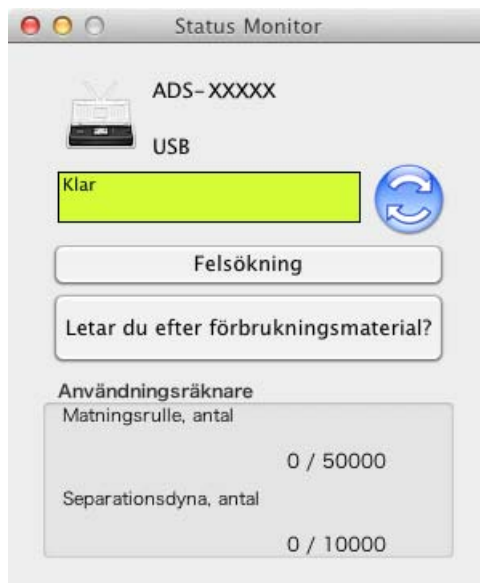 Status Monitor
ADS-XXXXX
USB
Klar
Felsökning
Letar du efter förbrukningsmaterial?
Användningsräknare
Matningsrulle, antal
0 / 50000
Separationsdyna, antal
0 / 10000